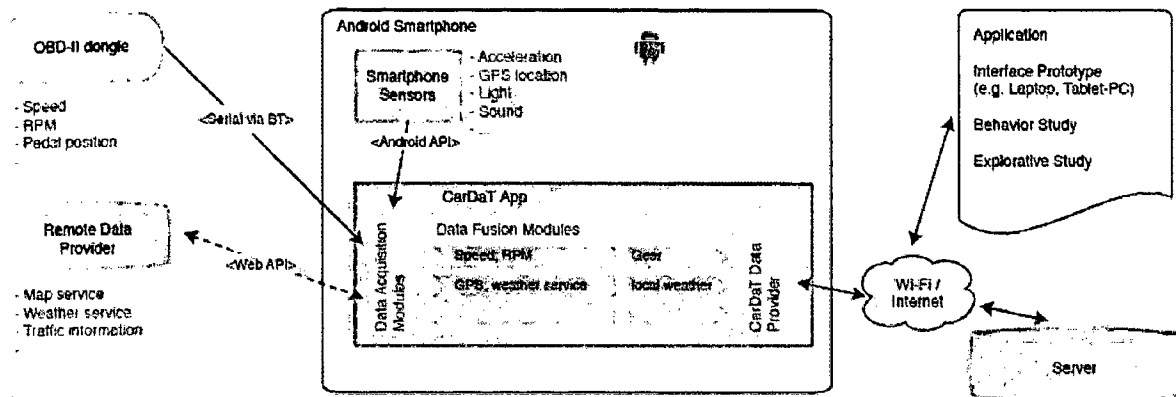 OBD-II dongle
- Speed
- RPM
- Pedal position
<Serial via BT>
Remote Data
Provider
<Web API>
- Map service
- Weather service
- Traffic information
Android Smartphone
Smartphone
Sensors
- Acceleration
- GPS location
- Light
- Sound
<Android API>
CarDaT App
Data Acquisition
Modules
Data Fusion Modules
Speed, RPM
Gear
GPS, weather service
local weather
CarDaT Data
Provider
Wi-Fi /
Internet
Application
Interface Prototype
(e.g. Laptop, Tablet-PC)
Behavior Study
Explorative Study
Server